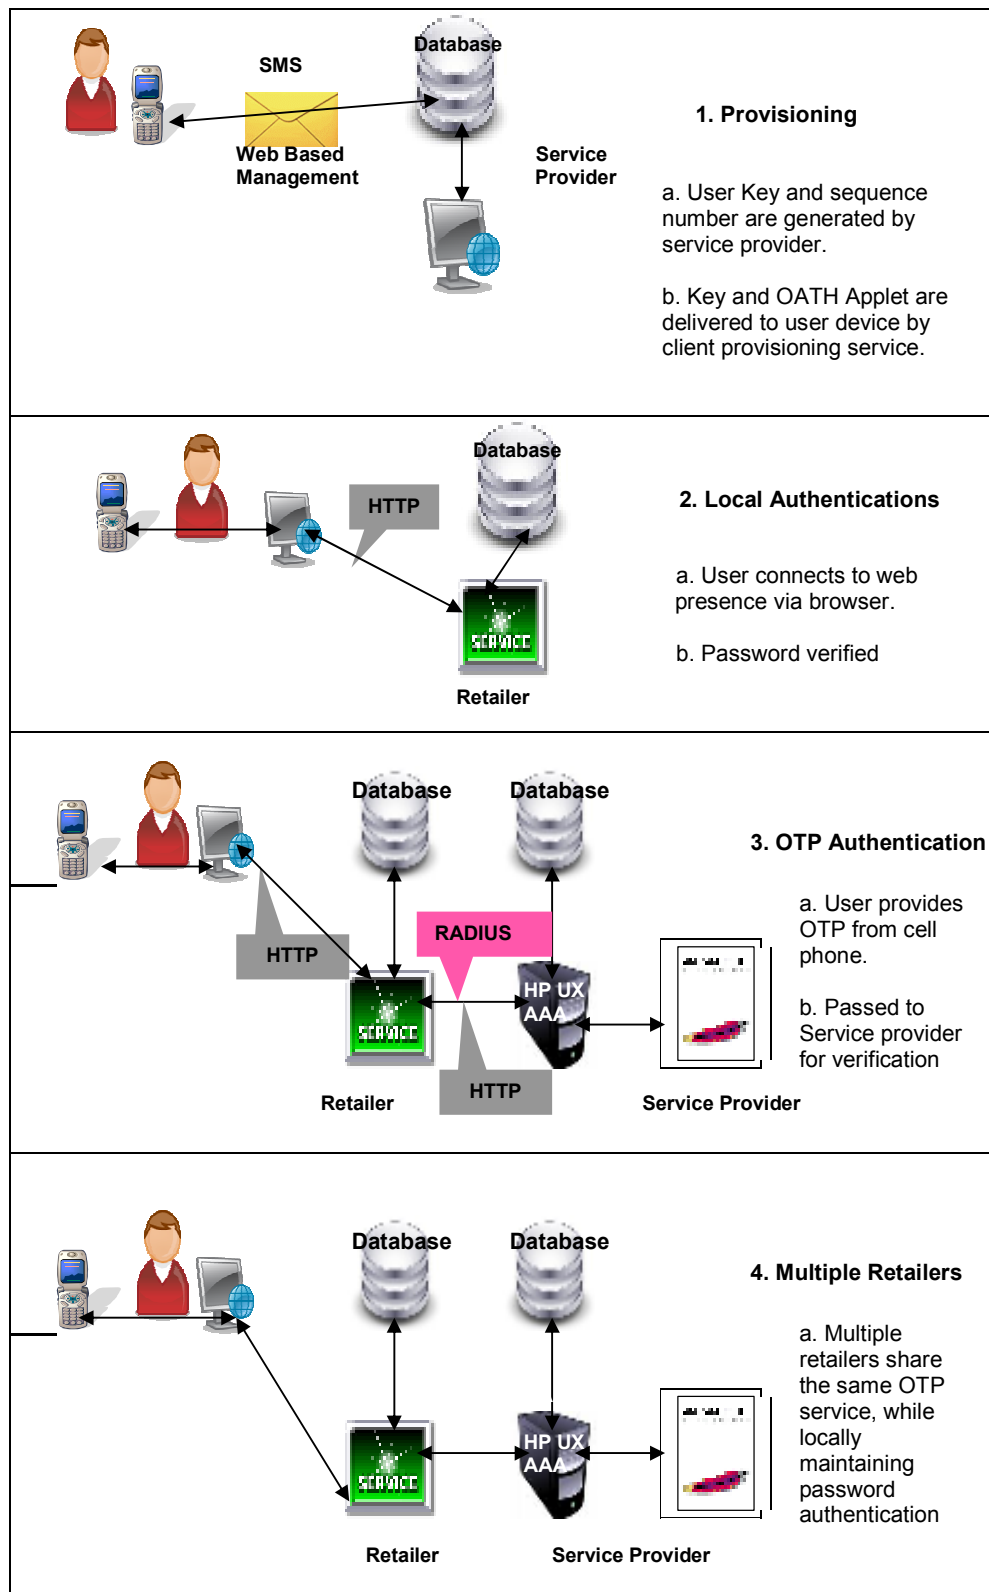 Database
SMS
Web Based
Management
Service
Provider
1. Provisioning
a. User Key and sequence
number are generated by
service provider.
b. Key and OATH Applet are
delivered to user device by
client provisioning service.
Database
HTTP
SERVICE
Retailer
2. Local Authentications
a. User connects to web
presence via browser.
b. Password verified
Database
Database
HTTP
RADIUS
SERVICE
HP UX
AAA
HTTP
Retailer
Service Provider
3. OTP Authentication
a. User provides
OTP from cell
phone.
b. Passed to
Service provider
for verification
Database
Database
SERVICE
HP UX
AAA
Retailer
Service Provider
4. Multiple Retailers
a. Multiple
retailers share
the same OTP
service, while
locally
maintaining
password
authentication